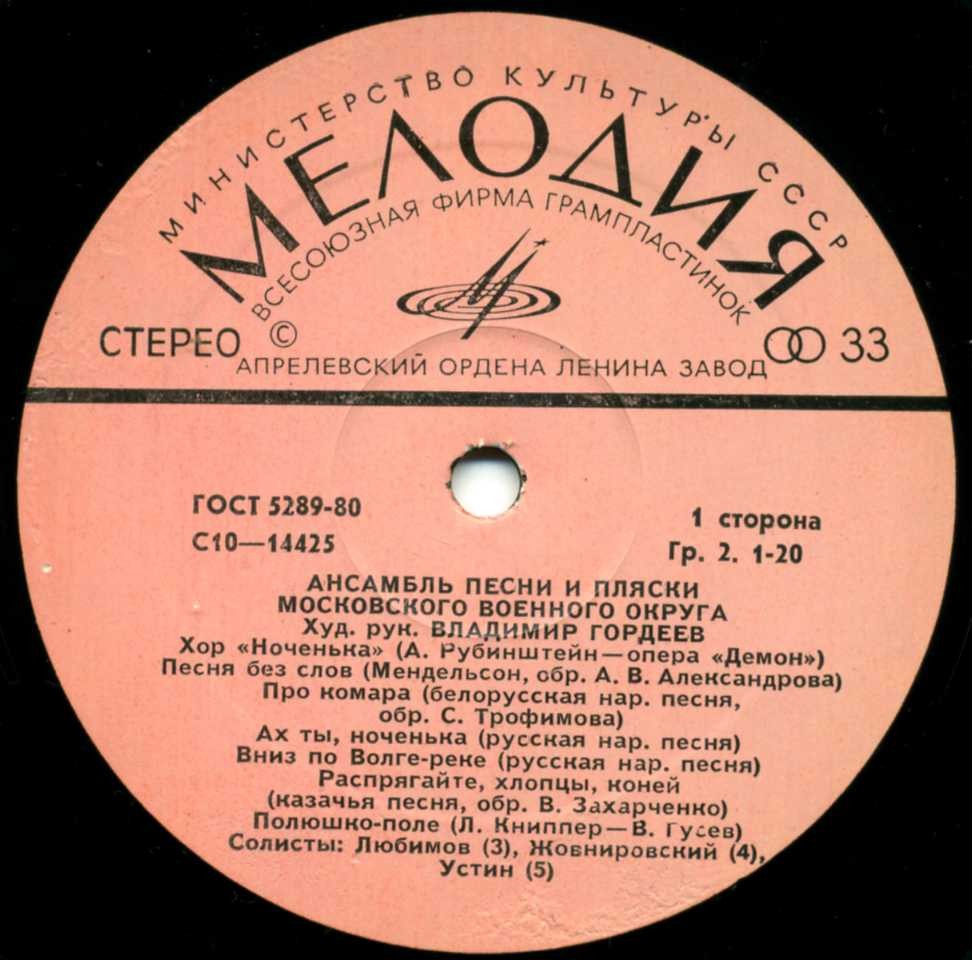 МИНИСТЕРСТВО КУЛЬТУРЫ СССР
МЕЛОДИЯ
ВСЕСОЮЗНАЯ ФИРМА ГРАМПЛАСТИНОК
СТЕРЕО © 33
АПРЕЛЕВСКИЙ ОРДЕНА ЛЕНИНА ЗАВОД
ГОСТ 5289-80
С10—14425
1 сторона
Гр. 2. 1-20
АНСАМБЛЬ ПЕСНИ И ПЛЯСКИ
МОСКОВСКОГО ВОЕННОГО ОКРУГА
Худ. рук. ВЛАДИМИР ГОРДЕЕВ
Хор «Ноченька» (А. Рубинштейн—опера «Демон»)
Песня без слов (Мендельсон, обр. А. В. Александрова)
Про комара (белорусская нар. песня,
обр. С. Трофимова)
Ах ты, ноченька (русская нар. песня)
Вниз по Волге-реке (русская нар. песня)
Распрягайте, хлопцы, коней
(казачья песня, обр. В. Захарченко)
Полюшко-поле (Л. Книппер—В. Гусев)
Солисты: Любимов (3), Жовнировский (4),
Устин (5)